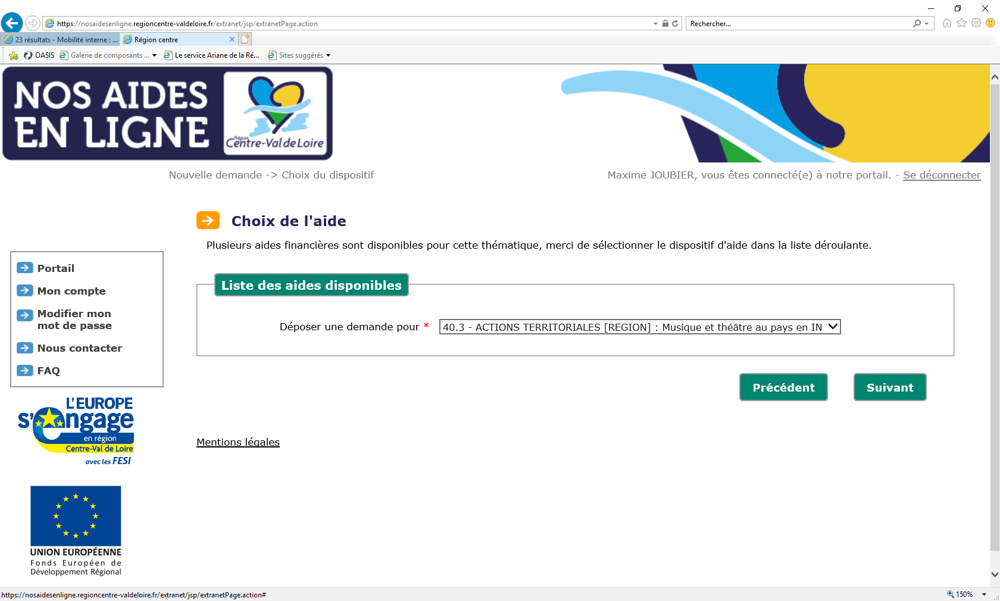 https://nosaidesenligne.regioncentre-valdeloire.fr/extranet/jsp/extranetPage.action
Rechercher...
23 résultats - Mobilité interne : ...
Région centre
OASIS
Galerie de composants ...
Le service Ariane de la Ré...
Sites suggérés
NOS AIDES
EN LIGNE
Région
Centre-Val de Loire
Nouvelle demande -> Choix du dispositif
Maxime JOUBIER, vous êtes connecté(e) à notre portail. - Se déconnecter
Choix de l'aide
Plusieurs aides financières sont disponibles pour cette thématique, merci de sélectionner le dispositif d'aide dans la liste déroulante.
Portail
Mon compte
Modifier mon
mot de passe
Nous contacter
FAQ
Liste des aides disponibles
Déposer une demande pour * 40.3 - ACTIONS TERRITORIALES [REGION] : Musique et théâtre au pays en IN
Précédent
Suivant
L'EUROPE
s'engage
en région
Centre-Val de Loire
avec les FESI
Mentions légales
UNION EUROPÉENNE
Fonds Européen de
Développement Régional
https://nosaidesenligne.regioncentre-valdeloire.fr/extranet/jsp/extranetPage.action#
150%